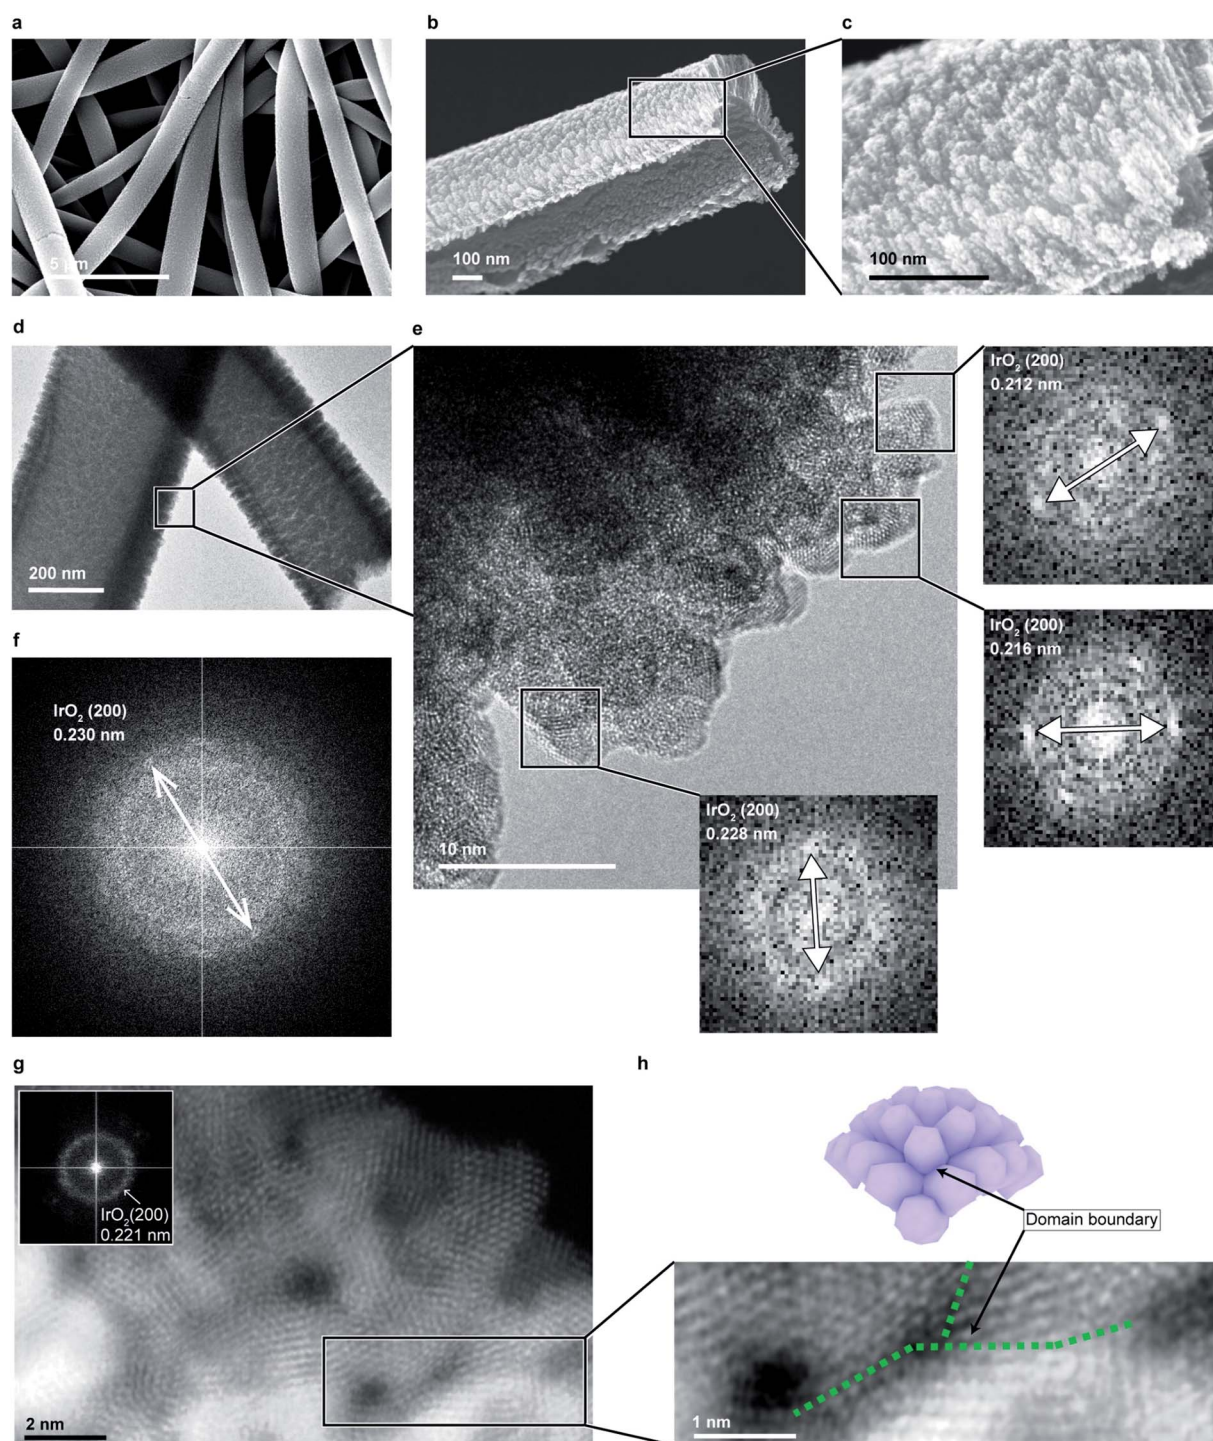 a
b
c
5 μm
100 nm
100 nm
d
e
200 nm
IrO2 (200)
0.212 nm
IrO2 (200)
0.216 nm
f
IrO2 (200)
0.230 nm
10 nm
IrO2 (200)
0.228 nm
g
h
IrO2(200)
0.221 nm
Domain boundary
2 nm
1 nm